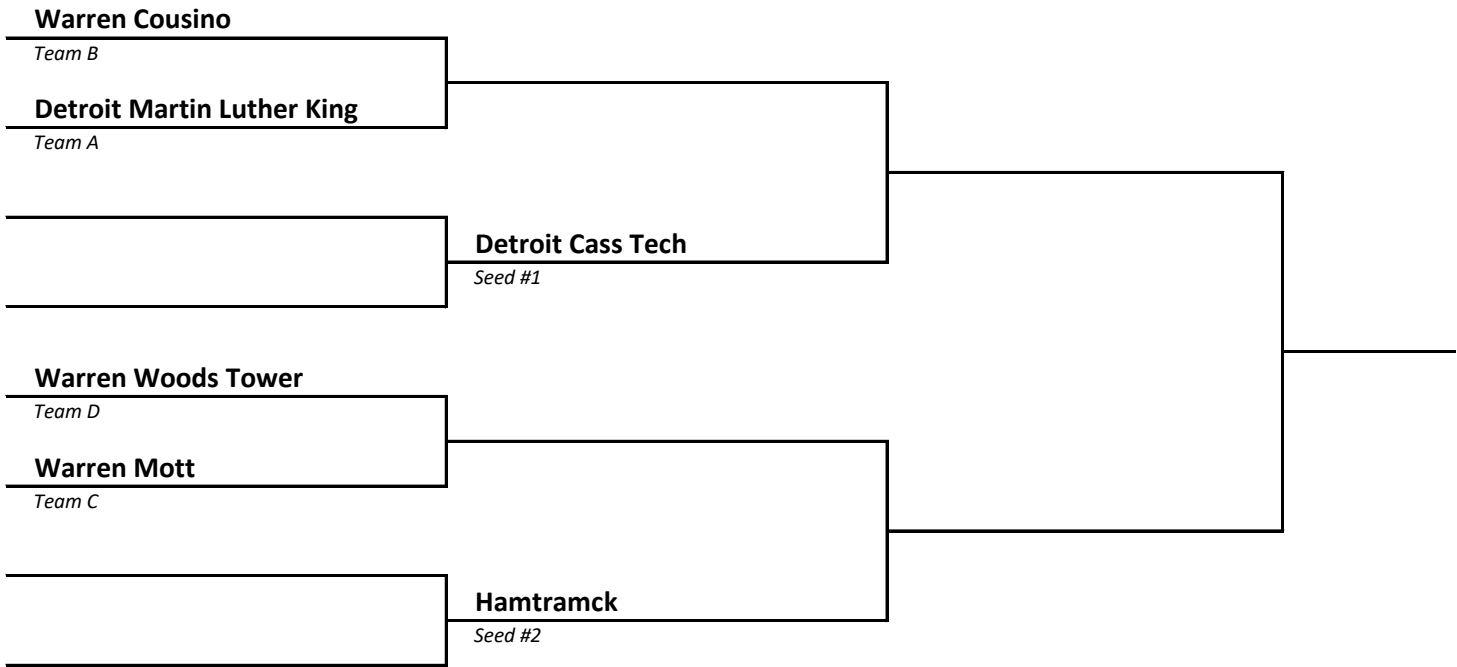 Warren Cousino
Team B
Detroit Martin Luther King
Team A
Detroit Cass Tech
Seed #1
Warren Woods Tower
Team D
Warren Mott
Team C
Hamtramck
Seed #2